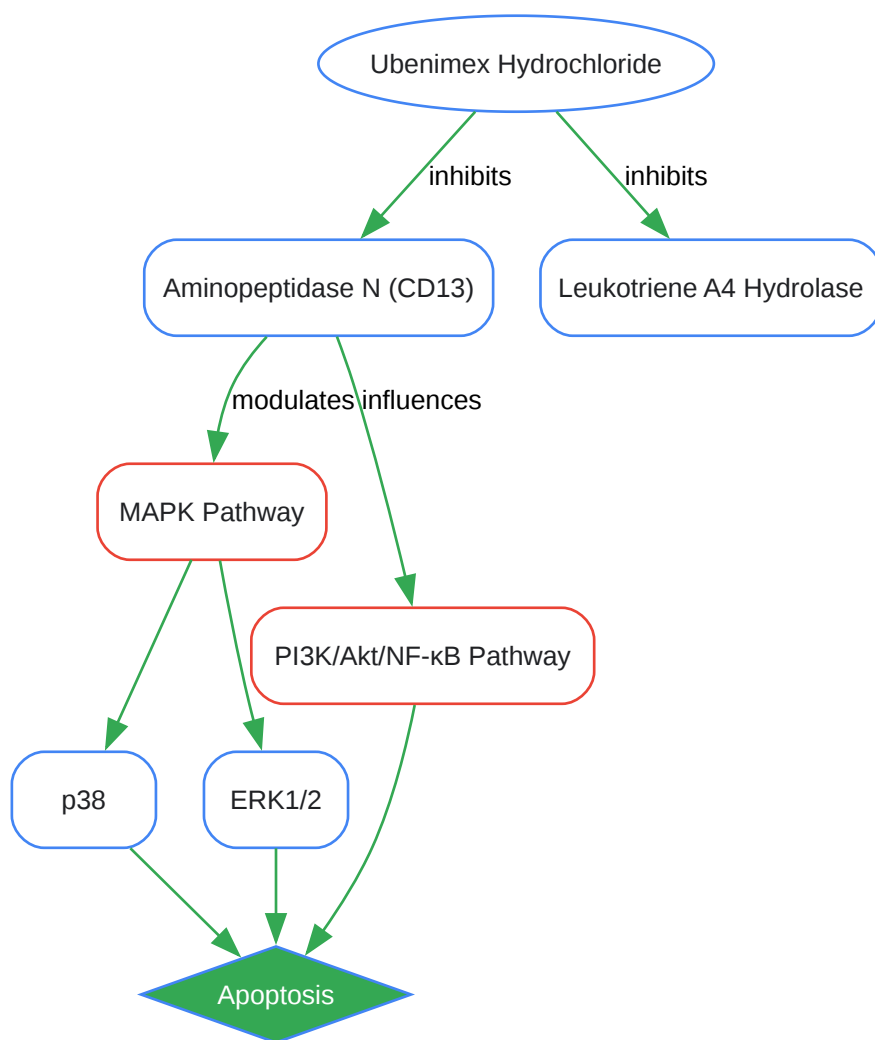 Ubenimex Hydrochloride
inhibits inhibits
Aminopeptidase N (CD13) Leukotriene A4 Hydrolase
modulates influences
MAPK Pathway
PI3K/Akt/NF-κB Pathway
p38 ERK1/2
Apoptosis